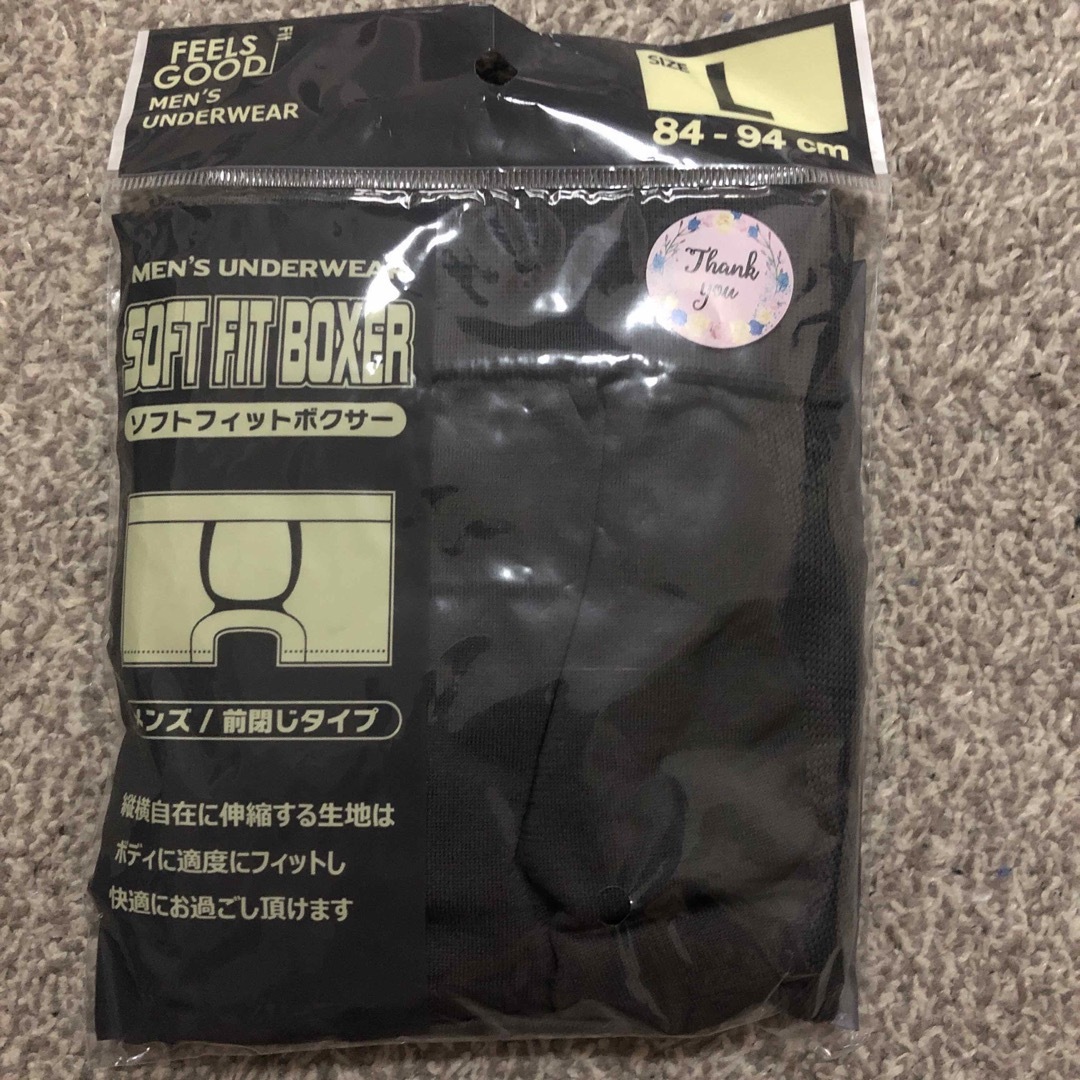 FEELS
GOOD Fit
MEN'S
UNDERWEAR
SIZE L
84 - 94 cm
Thank
you
MEN'S UNDERWEAR
SOFT FIT BOXER
ソフトフィットボクサー
メンズ / 前閉じタイプ
縦横自在に伸縮する生地は
ボディに適度にフィットし
快適にお過ごし頂けます